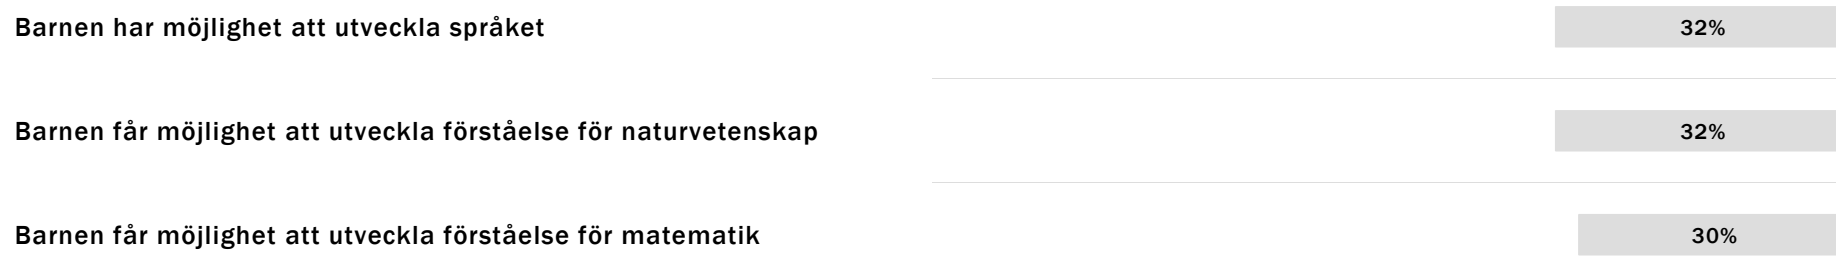 Barnen har möjlighet att utveckla språket 32%
Barnen får möjlighet att utveckla förståelse för naturvetenskap 32%
Barnen får möjlighet att utveckla förståelse för matematik 30%